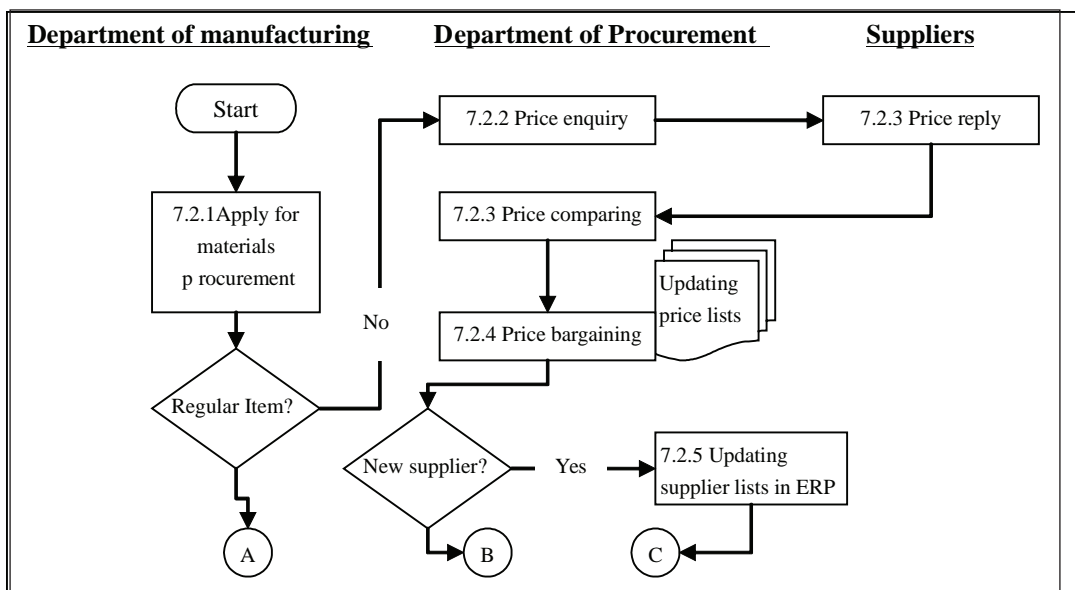 Department of manufacturing
Department of Procurement
Suppliers
Start
7.2.2 Price enquiry
7.2.3 Price reply
7.2.1Apply for
materials
p rocurement
7.2.3 Price comparing
Updating
price lists
No
7.2.4 Price bargaining
Regular Item?
New supplier?
Yes
7.2.5 Updating
supplier lists in ERP
A
B
C